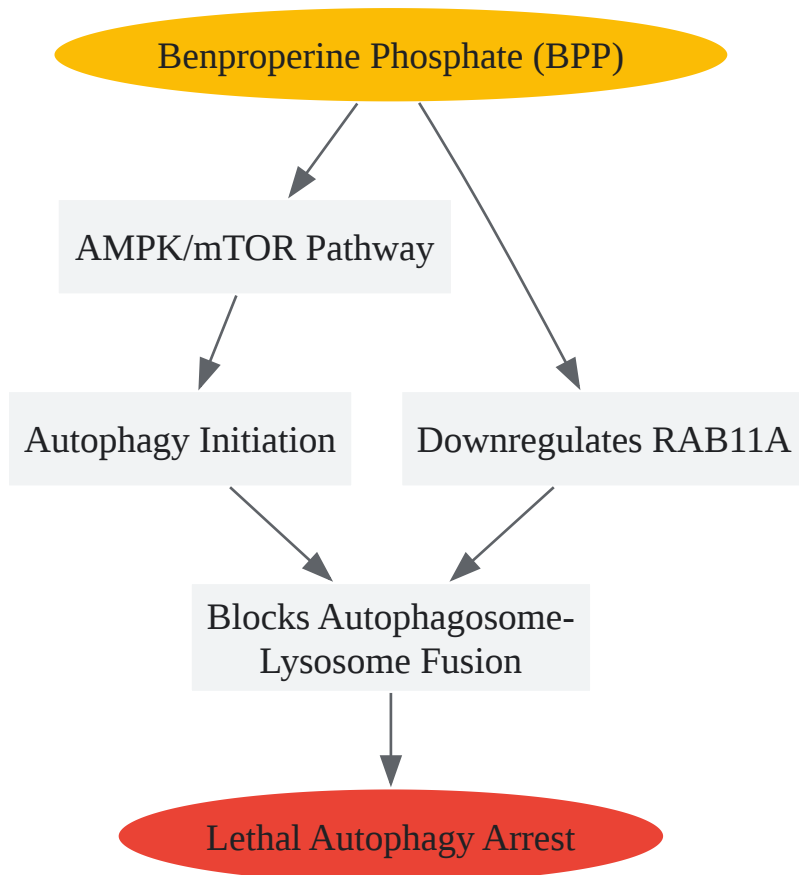 Benproperine Phosphate (BPP)
AMPK/mTOR Pathway
Autophagy Initiation
Downregulates RAB11A
Blocks Autophagosome-
Lysosome Fusion
Lethal Autophagy Arrest